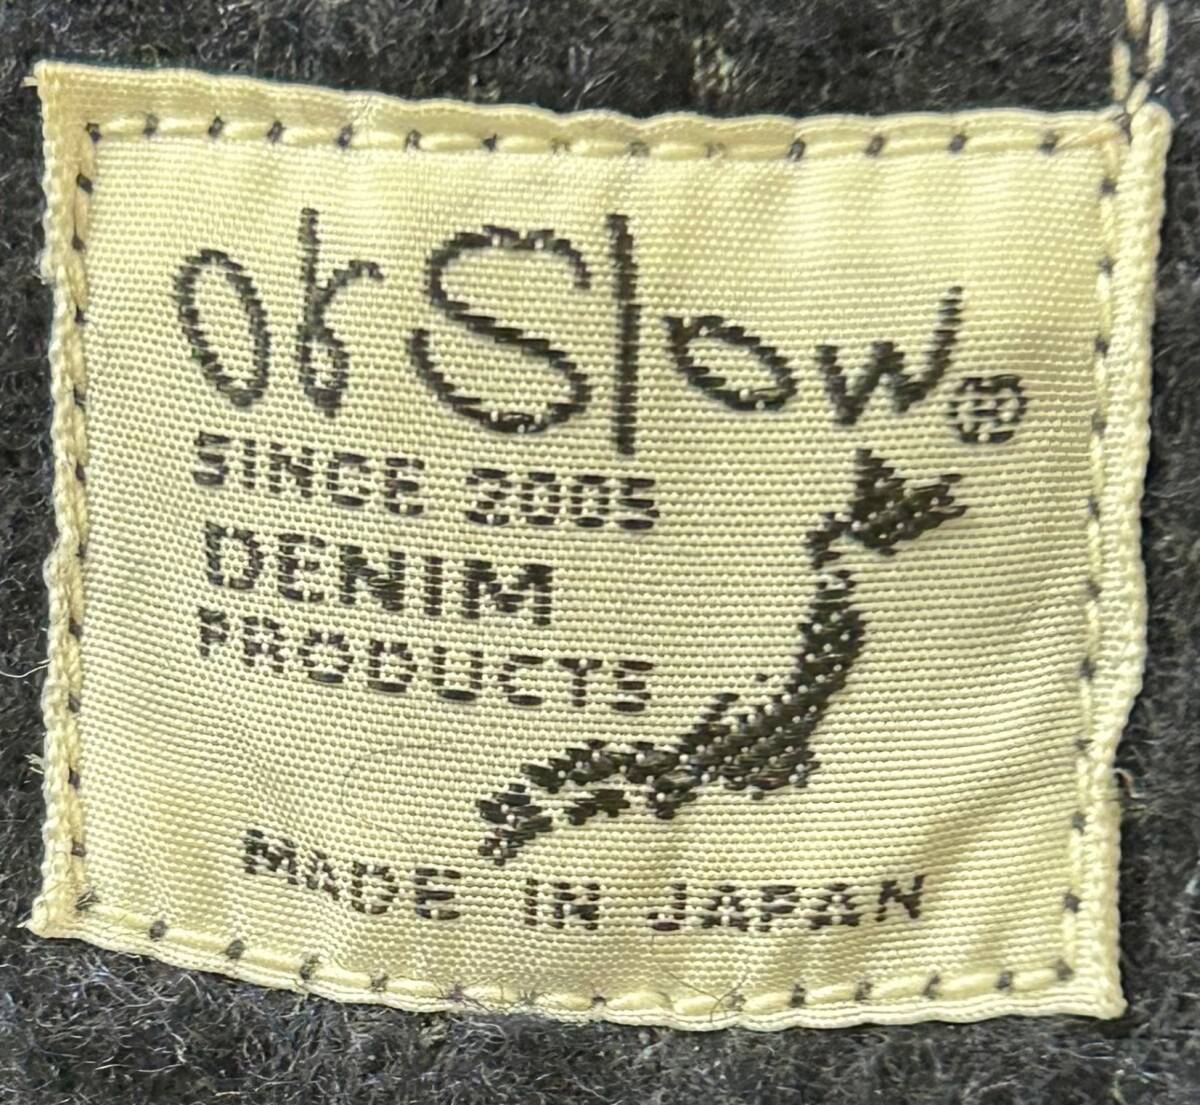 orSlow®
SINCE 2005
DENIM
PRODUCTS
MADE IN JAPAN